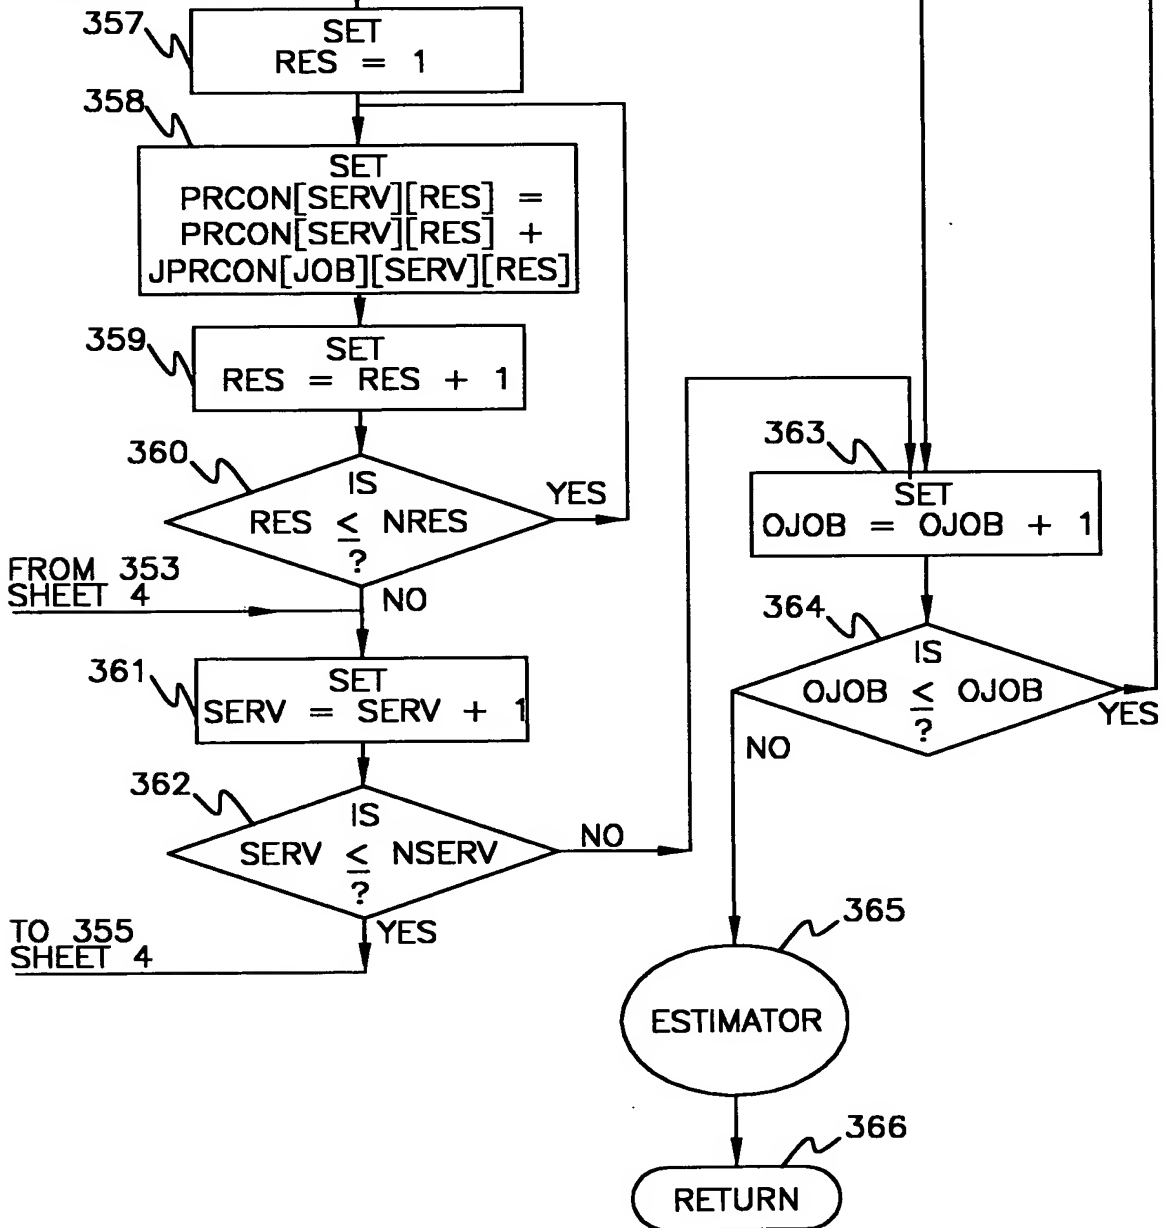 357
SET
RES = 1
358
SET
PRCON[SERV][RES] =
PRCON[SERV][RES] +
JPRCON[JOB][SERV][RES]
359
SET
RES = RES + 1
360
IS
RES ≤ NRES
?
YES
NO
FROM 353
SHEET 4
361
SET
SERV = SERV + 1
362
IS
SERV ≤ NSERV
?
NO
YES
TO 355
SHEET 4
363
SET
OJOB = OJOB + 1
364
IS
OJOB ≤ OJOB
?
YES
NO
365
ESTIMATOR
366
RETURN